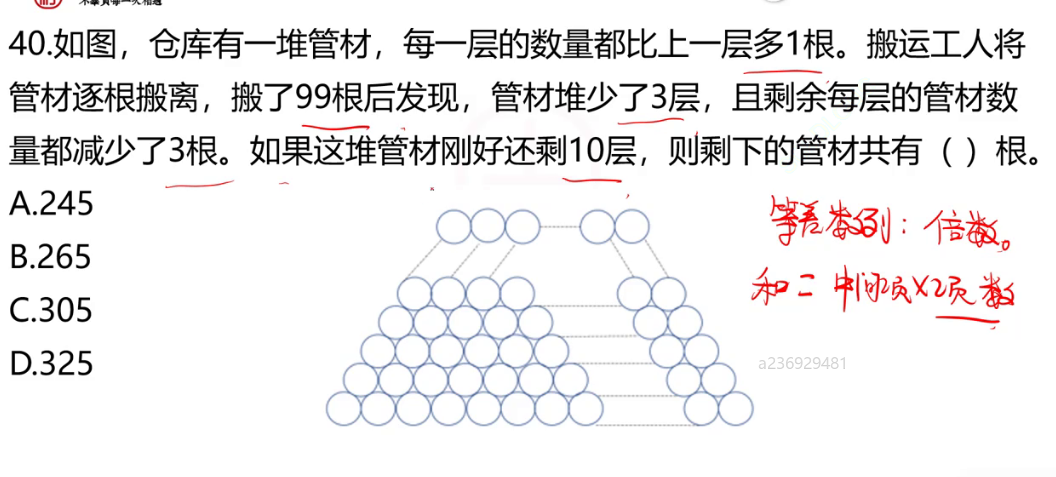 40.如图，仓库有一堆管材，每一层的数量都比上一层多1根。搬运工人将
管材逐根搬离，搬了99根后发现，管材堆少了3层，且剩余每层的管材数
量都减少了3根。如果这堆管材刚好还剩10层，则剩下的管材共有（ ）根。
A.245
B.265
C.305
D.325
等差数列：倍数。
和二中间项×项数
a236929481